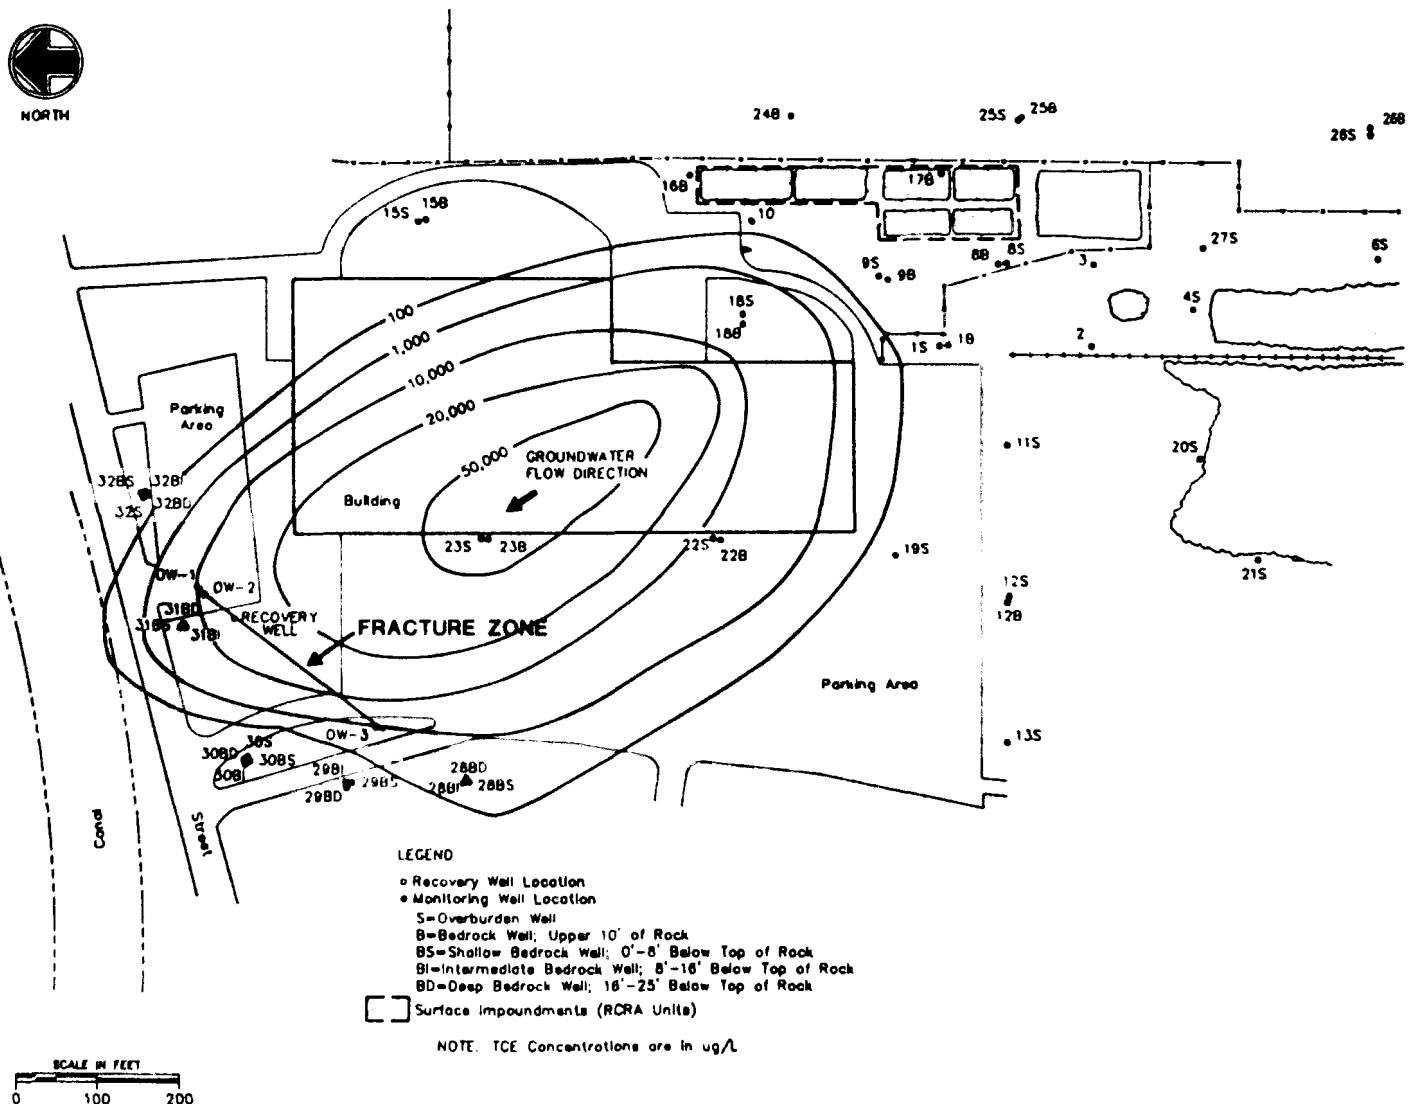 NORTH
24B
25S
25B
26S
26B
16B
17B
15S
15B
10
27S
6S
9S
9B
8B
8S
3
4S
18S
18B
1S
1B
2
100
1,000
10,000
20,000
50,000
Parking
Area
GROUNDWATER
FLOW DIRECTION
Building
11S
20S
32BS
32BI
32S
32BD
23S
23B
22S
22B
19S
21S
OW-1
OW-2
12S
12B
31BD
31BS
31BI
RECOVERY
WELL
FRACTURE ZONE
Parking Area
OW-3
13S
30S
30BD
30BS
30BI
29BI
29BS
29BD
28BD
28BI
28BS
Canal
Street
LEGEND
Recovery Well Location
Monitoring Well Location
S=Overburden Well
B=Bedrock Well; Upper 10' of Rock
BS=Shallow Bedrock Well; 0'-8' Below Top of Rock
BI=Intermediate Bedrock Well; 8'-16' Below Top of Rock
BD=Deep Bedrock Well; 16'-25' Below Top of Rock
Surface Impoundments (RCRA Units)
NOTE. TCE Concentrations are in ug/L
SCALE IN FEET
0 100 200